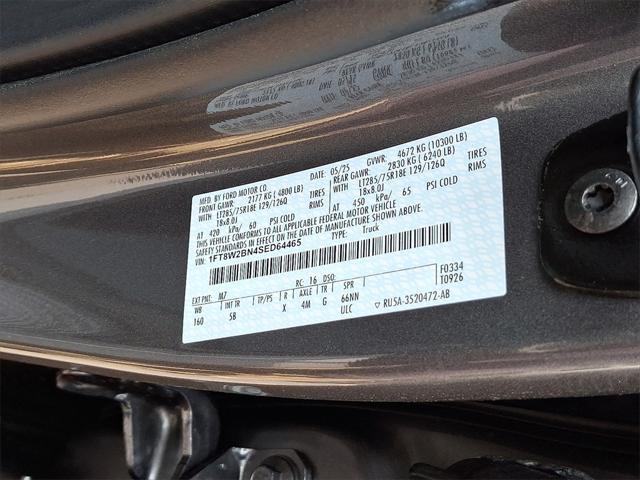 MFD. BY FORD MOTOR CO. DATE: 05/25 GVWR: 4672 KG (10300 LB)
FRONT GAWR: 2177 KG ( 4800 LB) REAR GAWR: 2830 KG ( 6240 LB)
WITH LT285/75R18E 129/126Q TIRES WITH LT285/75R18E 129/126Q TIRES
18x8.0J RIMS 18x8.0J RIMS
AT 420 kPa/ 60 PSI COLD AT 450 kPa/ 65 PSI COLD
THIS VEHICLE CONFORMS TO ALL APPLICABLE FEDERAL MOTOR VEHICLE
SAFETY STANDARDS IN EFFECT ON THE DATE OF MANUFACTURE SHOWN ABOVE.
VIN: 1FT8W2BN4SED64465 TYPE: Truck
EXT PNT: M7 RC: 16 DSO: F0334
WB INT TR TP/PS R AXLE TR SPR T0926
160 5B X 4M G 66NN
ULC ▽ RU5A-3520472-AB